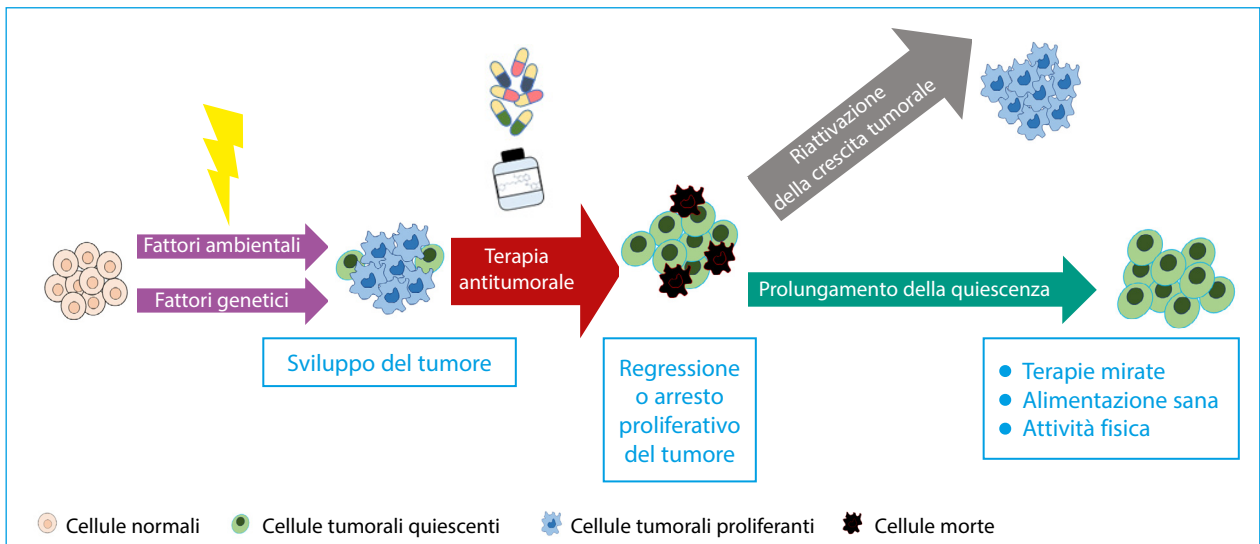 Fattori ambientali
Fattori genetici
Sviluppo del tumore
Terapia
antitumorale
Regressione
o arresto
proliferativo
del tumore
Riattivazione
della crescita tumorale
Prolungamento della quiescenza
● Terapie mirate
● Alimentazione sana
● Attività fisica
Cellule normali
Cellule tumorali quiescenti
Cellule tumorali proliferanti
Cellule morte